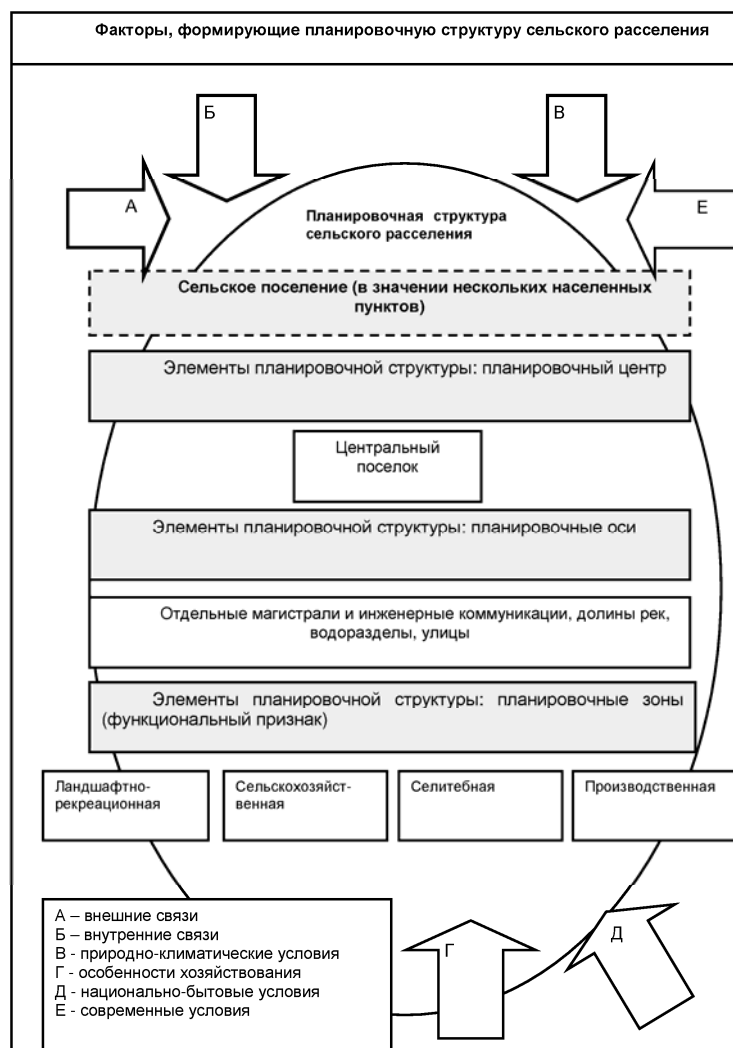 Факторы, формирующие планировочную структуру сельского расселения
Б
В
А
Е
Планировочная структура
сельского расселения
Сельское поселение (в значении нескольких населенных
пунктов)
Элементы планировочной структуры: планировочный центр
Центральный
поселок
Элементы планировочной структуры: планировочные оси
Отдельные магистрали и инженерные коммуникации, долины рек,
водоразделы, улицы
Элементы планировочной структуры: планировочные зоны
(функциональный признак)
Ландшафтно-
рекреационная
Сельскохозяйст-
венная
Селитебная
Производственная
А – внешние связи
Б – внутренние связи
В - природно-климатические условия
Г - особенности хозяйствования
Д - национально-бытовые условия
Е - современные условия
Г
Д